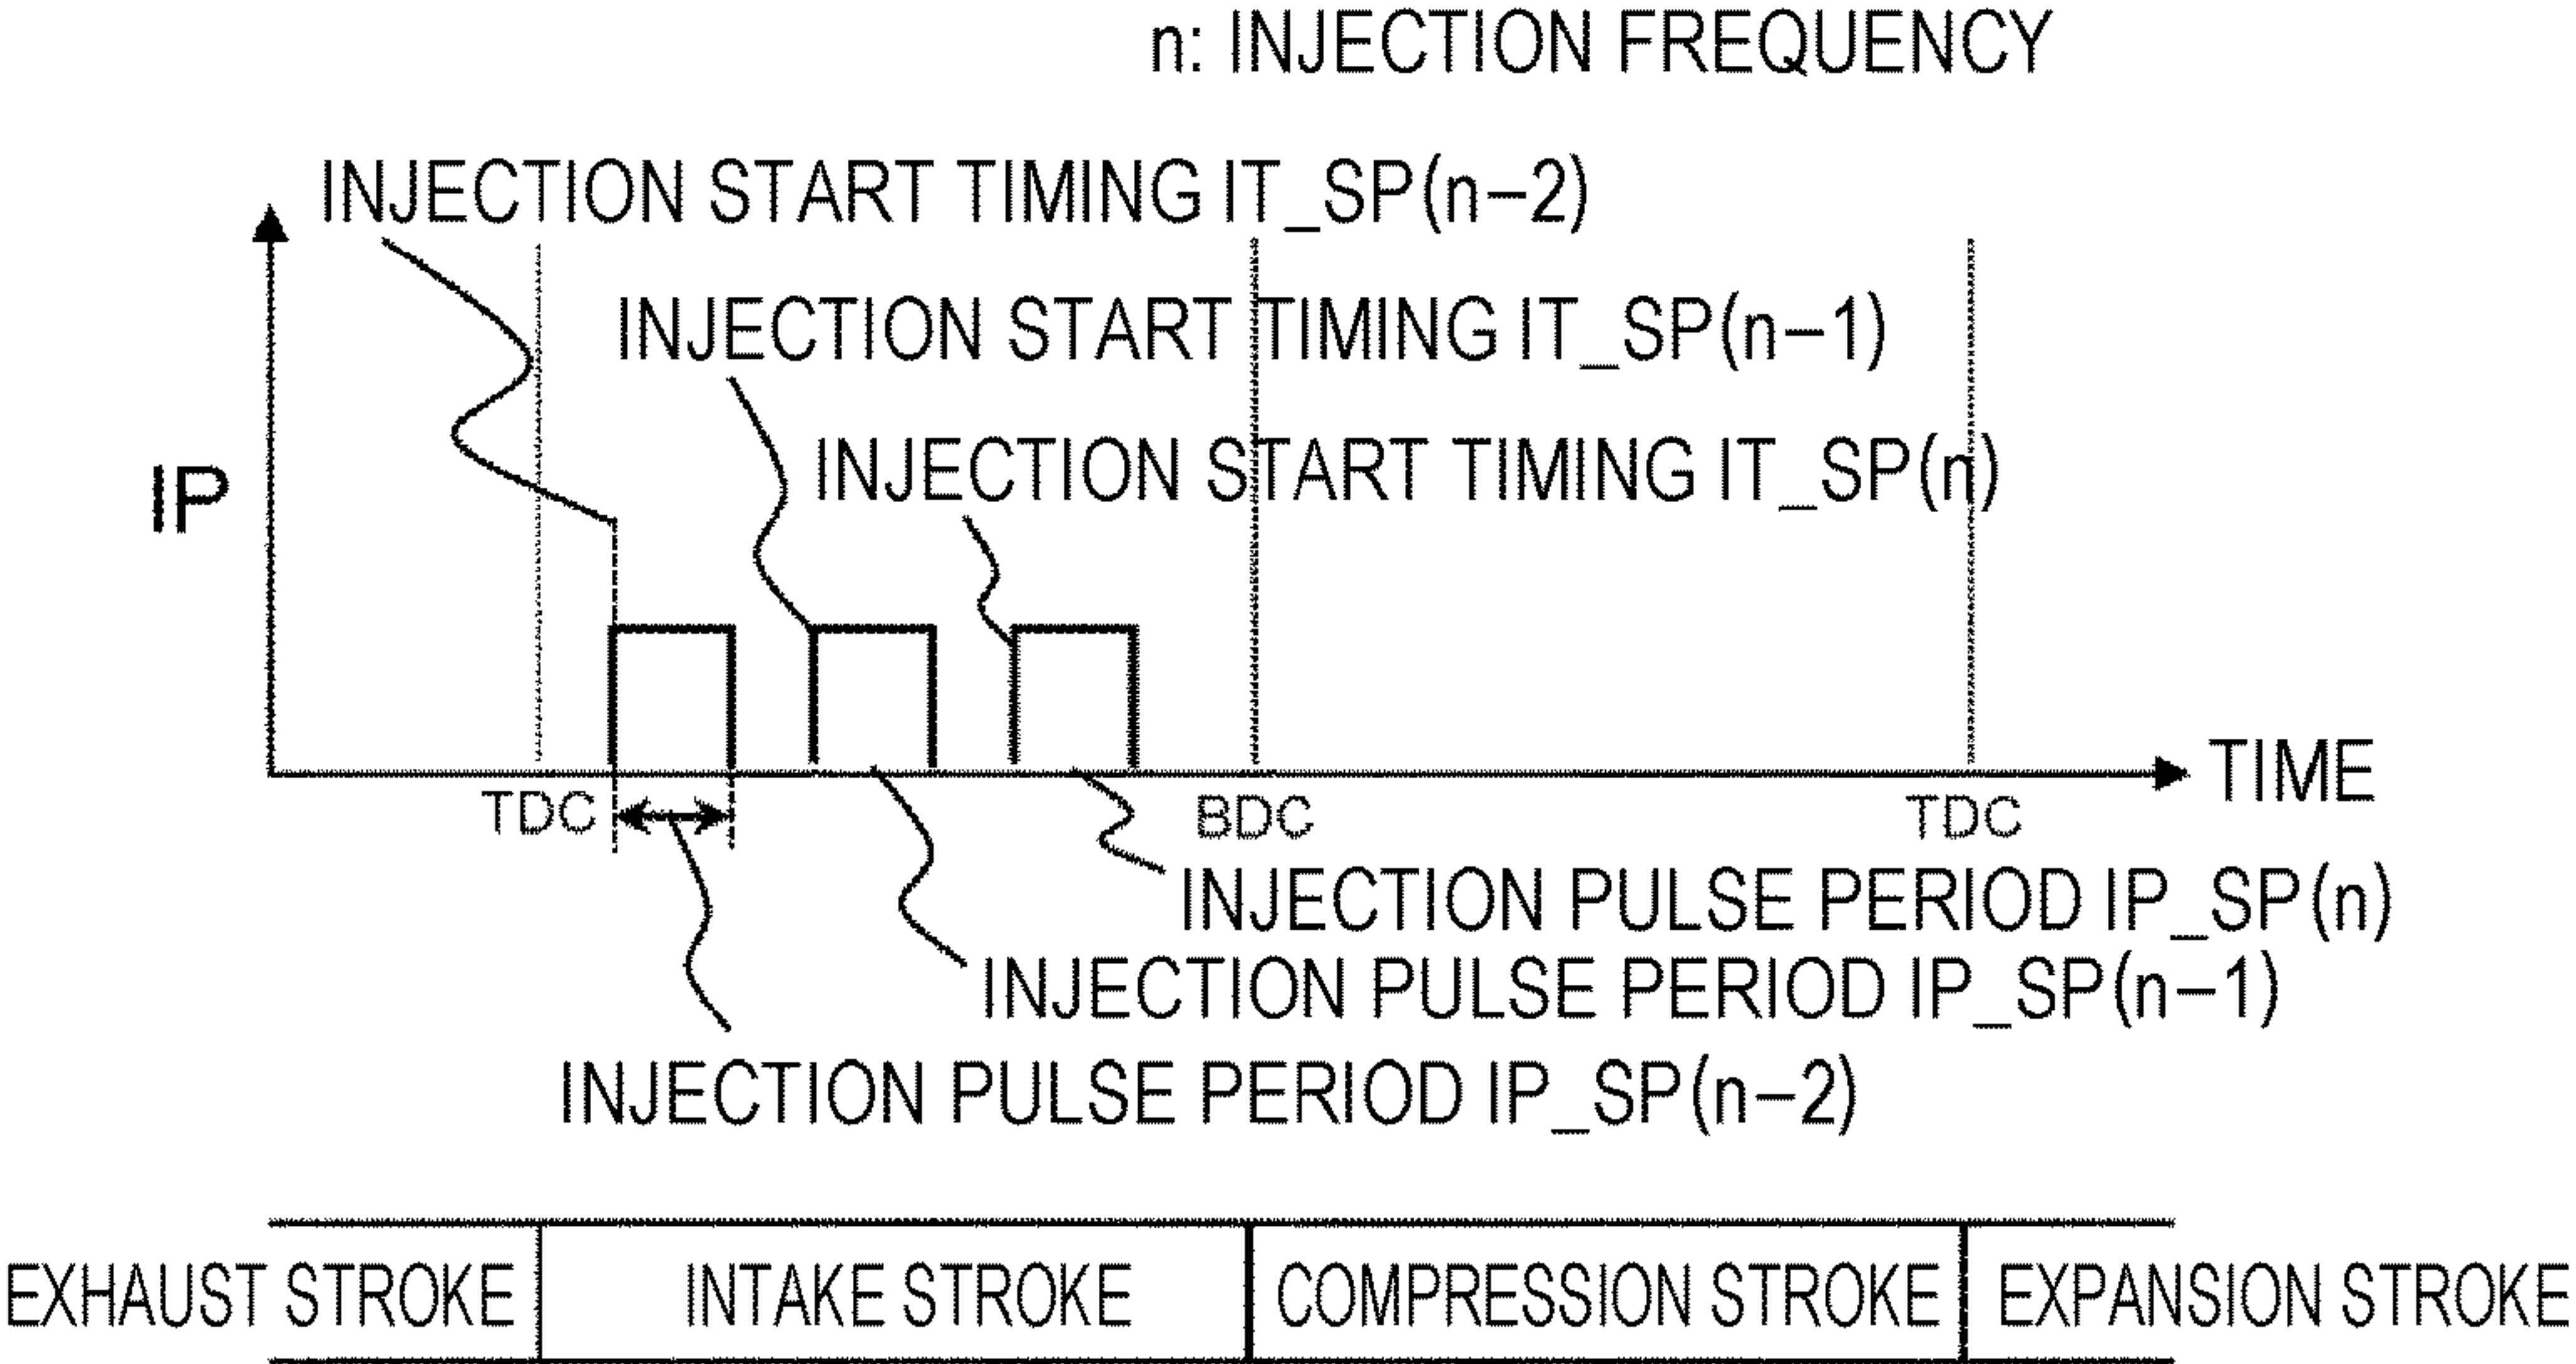 n: INJECTION FREQUENCY
INJECTION START TIMING IT_SP(n-2)
INJECTION START TIMING IT_SP(n-1)
INJECTION START TIMING IT_SP(n)
IP
TIME
TDC
BDC
TDC
INJECTION PULSE PERIOD IP_SP(n)
INJECTION PULSE PERIOD IP_SP(n-1)
INJECTION PULSE PERIOD IP_SP(n-2)
EXHAUST STROKE
INTAKE STROKE
COMPRESSION STROKE
EXPANSION STROKE